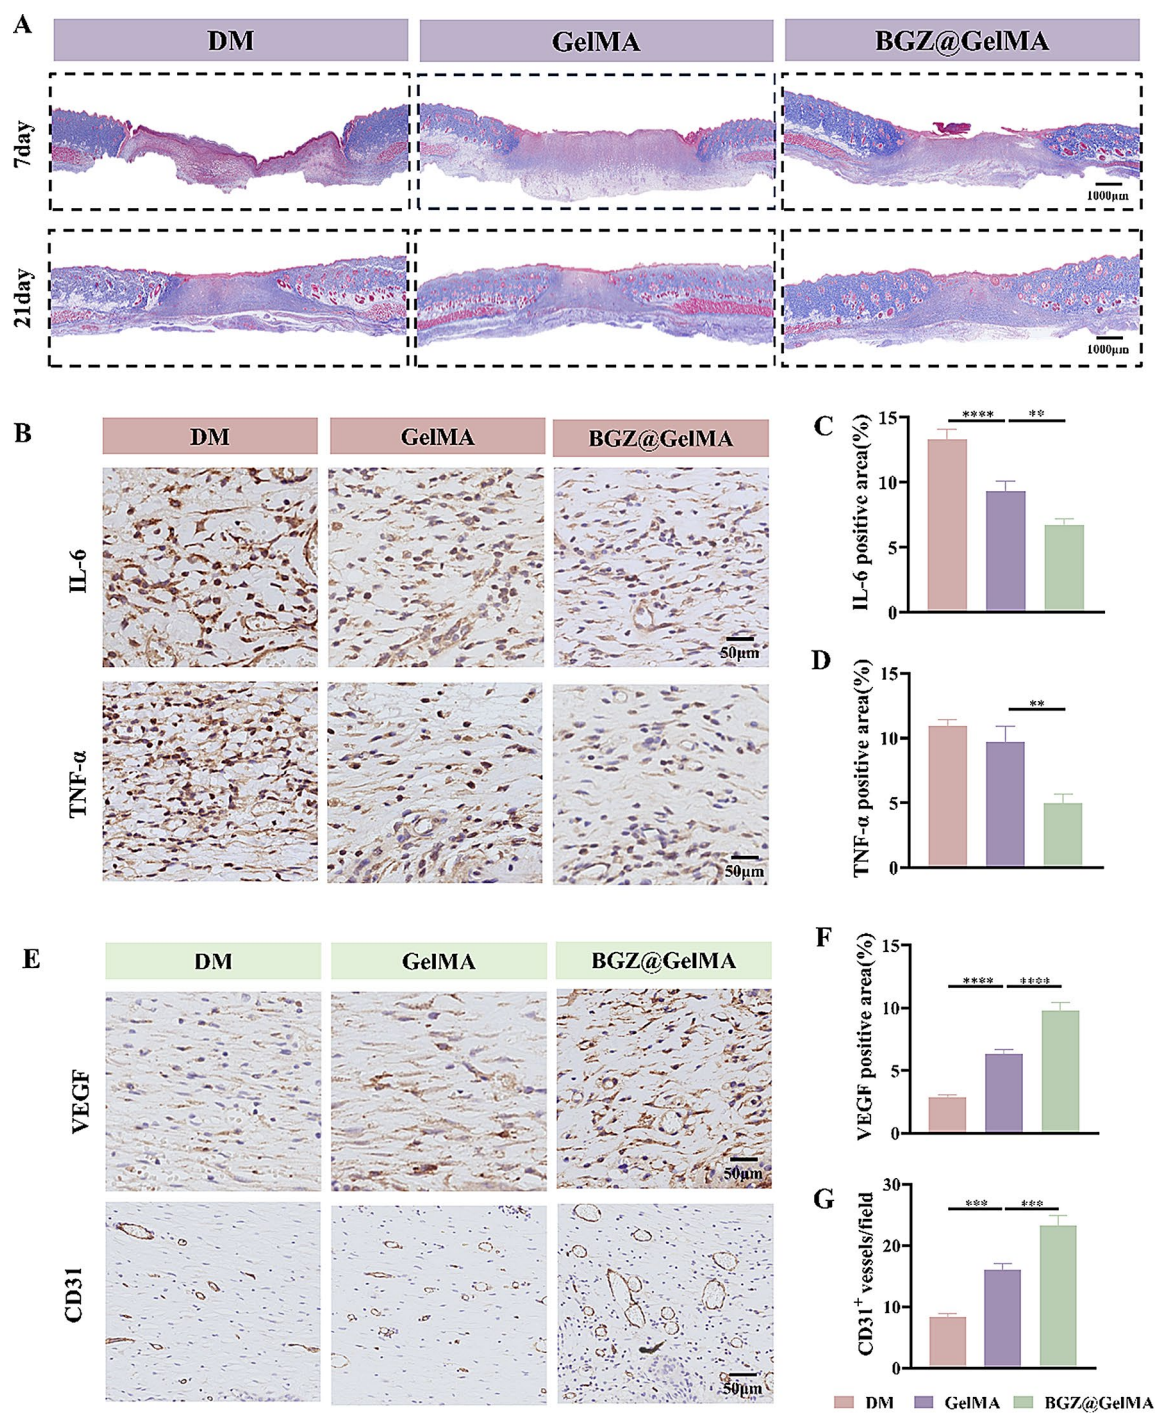 A
DM GelMA BGZ@GelMA
7day
1000μm
21day
1000μm
B
DM GelMA BGZ@GelMA
IL-6
50μm
TNF-α
50μm
C
IL-6 positive area(%)
15
10
5
0
**** **
D
TNF-α positive area(%)
15
10
5
0
**
E
DM GelMA BGZ@GelMA
VEGF
50μm
CD31
50μm
F
VEGF positive area(%)
15
10
5
0
**** ****
G
CD31+ vessels/field
30
20
10
0
*** ***
DM GelMA BGZ@GelMA